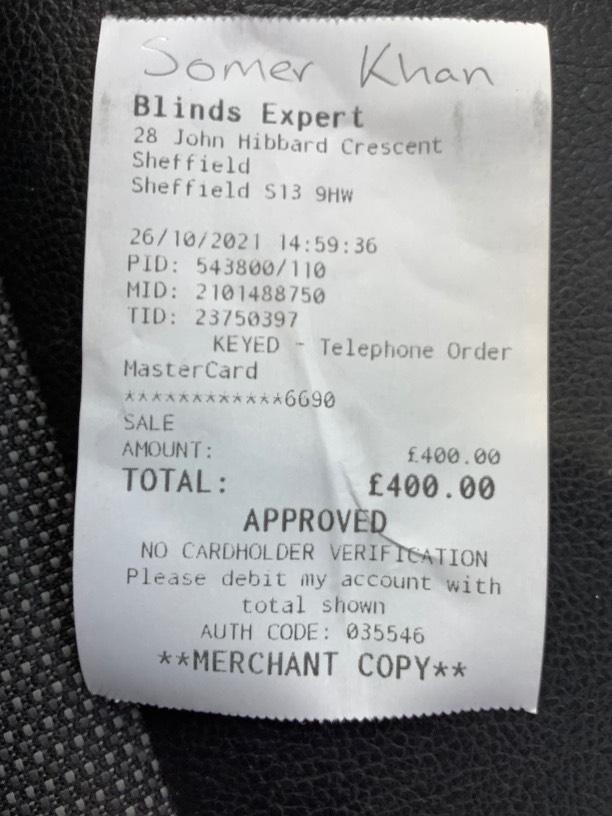 Somer Khan
Blinds Expert
28 John Hibbard Crescent
Sheffield
Sheffield S13 9HW
26/10/2021 14:59:36
PID: 543800/110
MID: 2101488750
TID: 23750397
KEYED - Telephone Order
MasterCard
************6690
SALE
AMOUNT: £400.00
TOTAL: £400.00
APPROVED
NO CARDHOLDER VERIFICATION
Please debit my account with
total shown
AUTH CODE: 035546
**MERCHANT COPY**